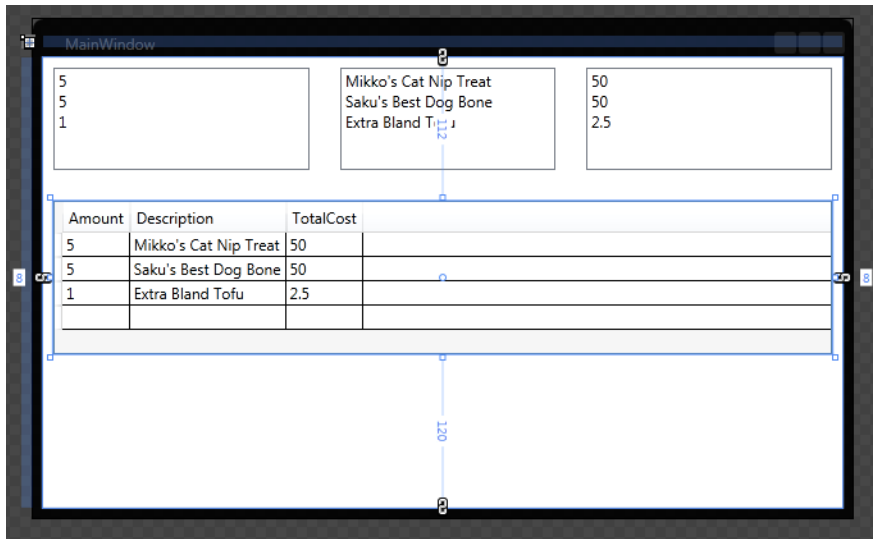 MainWindow
5
5
1
Mikko's Cat Nip Treat
Saku's Best Dog Bone
Extra Bland
50
50
2.5
112
Amount Description TotalCost
5 Mikko's Cat Nip Treat 50
5 Saku's Best Dog Bone 50
1 Extra Bland Tofu 2.5
8
8
120